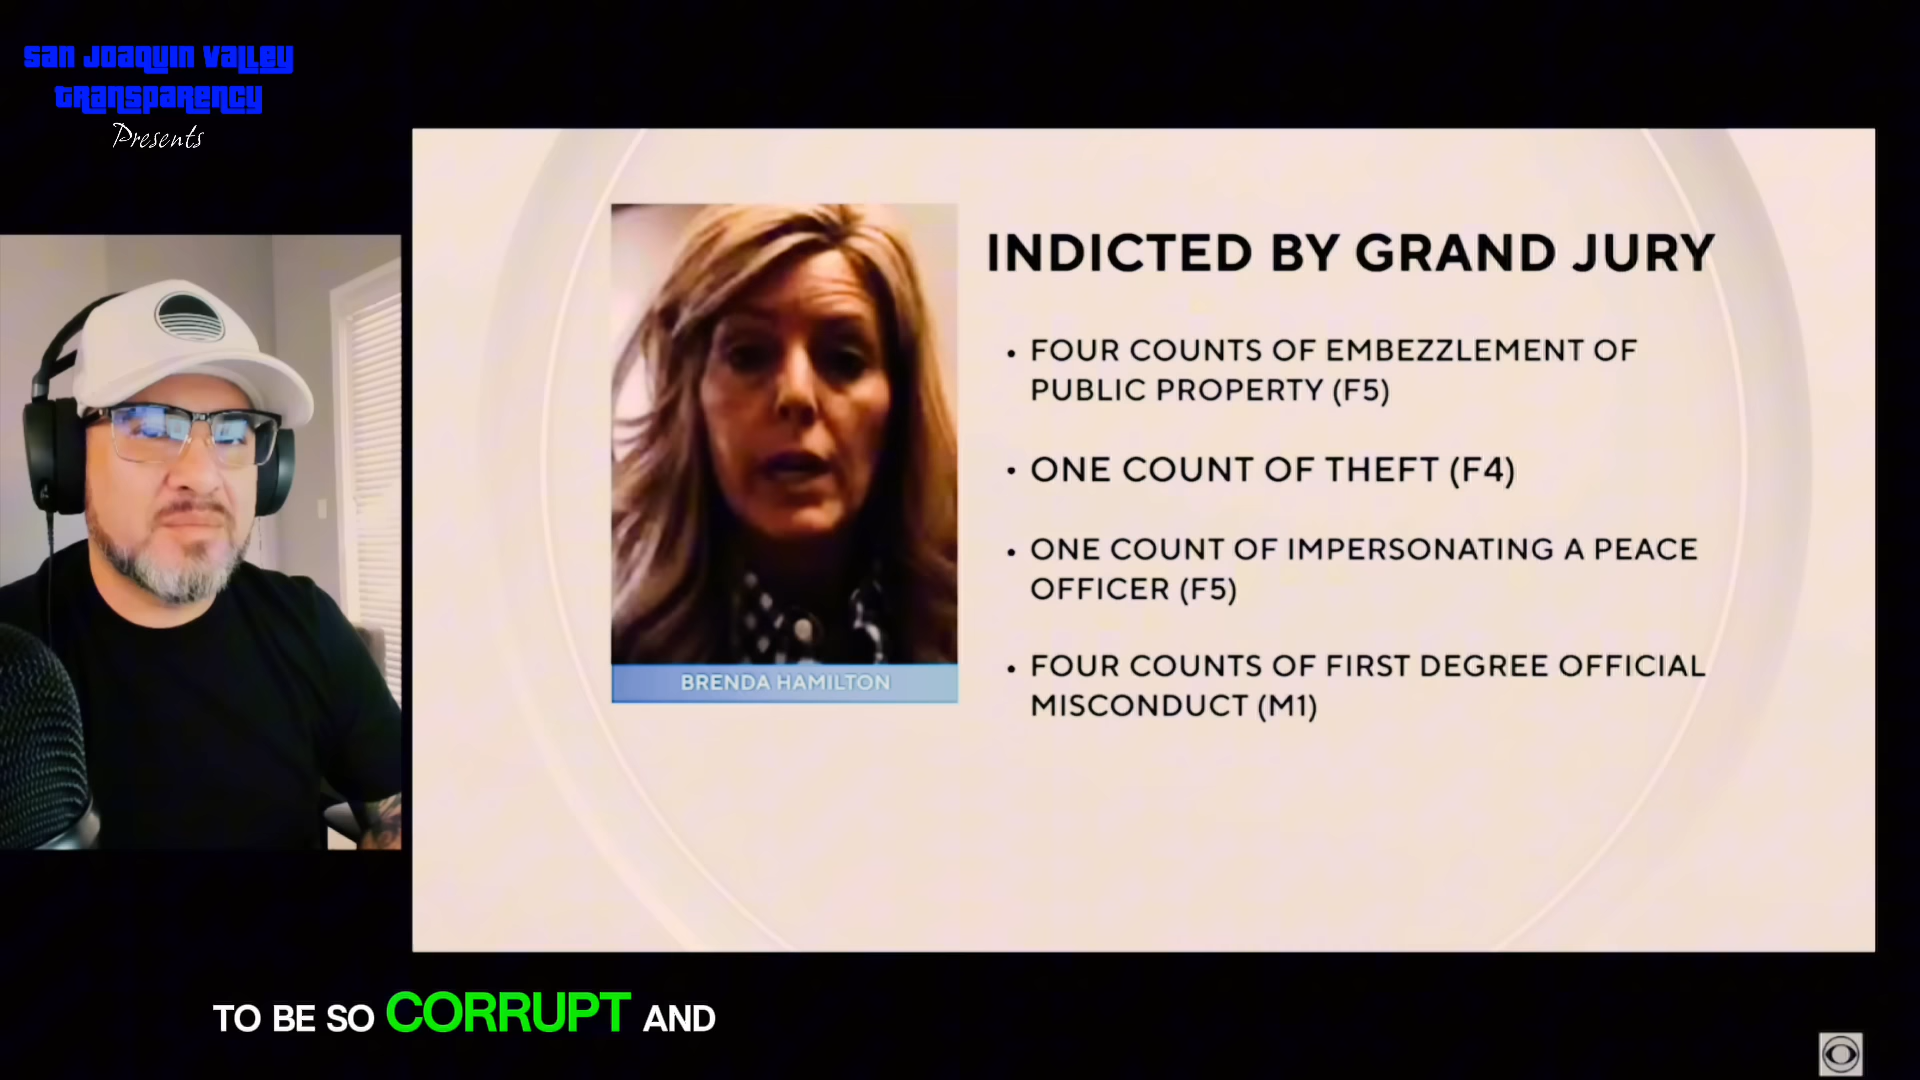 San Joaquin Valley
Transparency
Presents
INDICTED BY GRAND JURY
• FOUR COUNTS OF EMBEZZLEMENT OF
PUBLIC PROPERTY (F5)
• ONE COUNT OF THEFT (F4)
• ONE COUNT OF IMPERSONATING A PEACE
OFFICER (F5)
• FOUR COUNTS OF FIRST DEGREE OFFICIAL
MISCONDUCT (M1)
BRENDA HAMILTON
TO BE SO CORRUPT AND